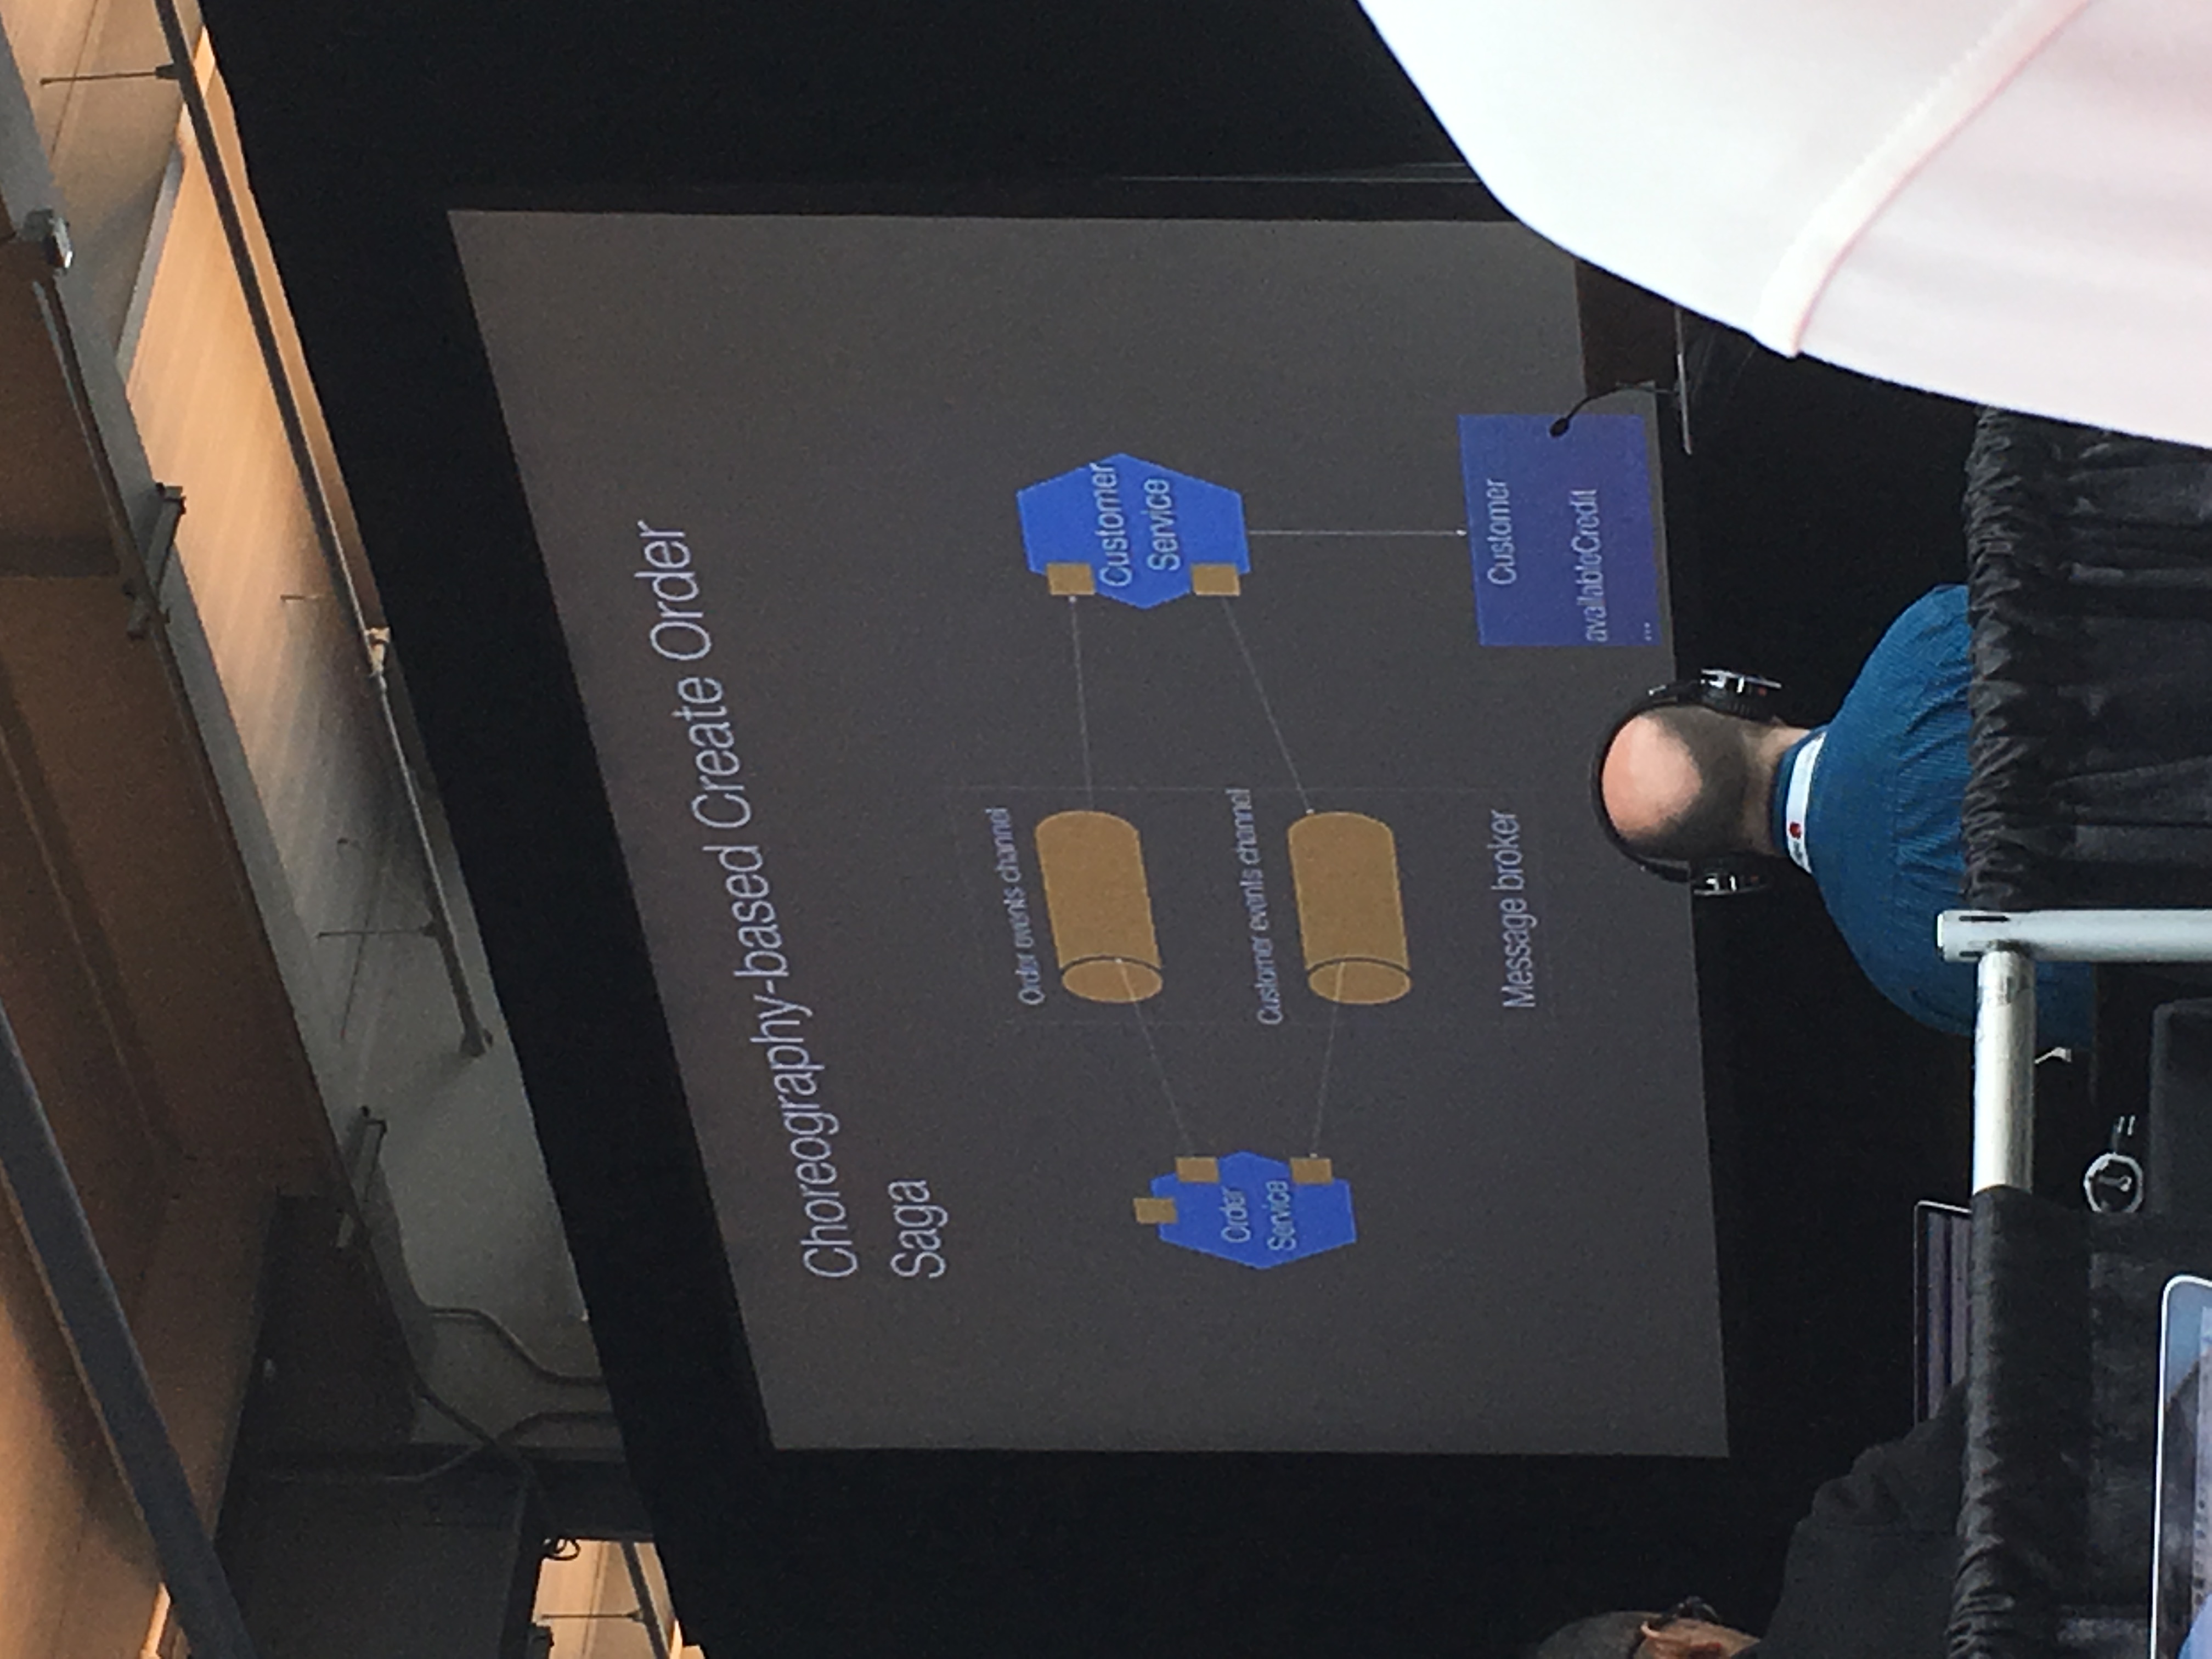 Choreography-based Create Order
Saga
Order events channel
Customer
Service
Order
Service
Customer events channel
Message broker
Customer
availableCredit
...